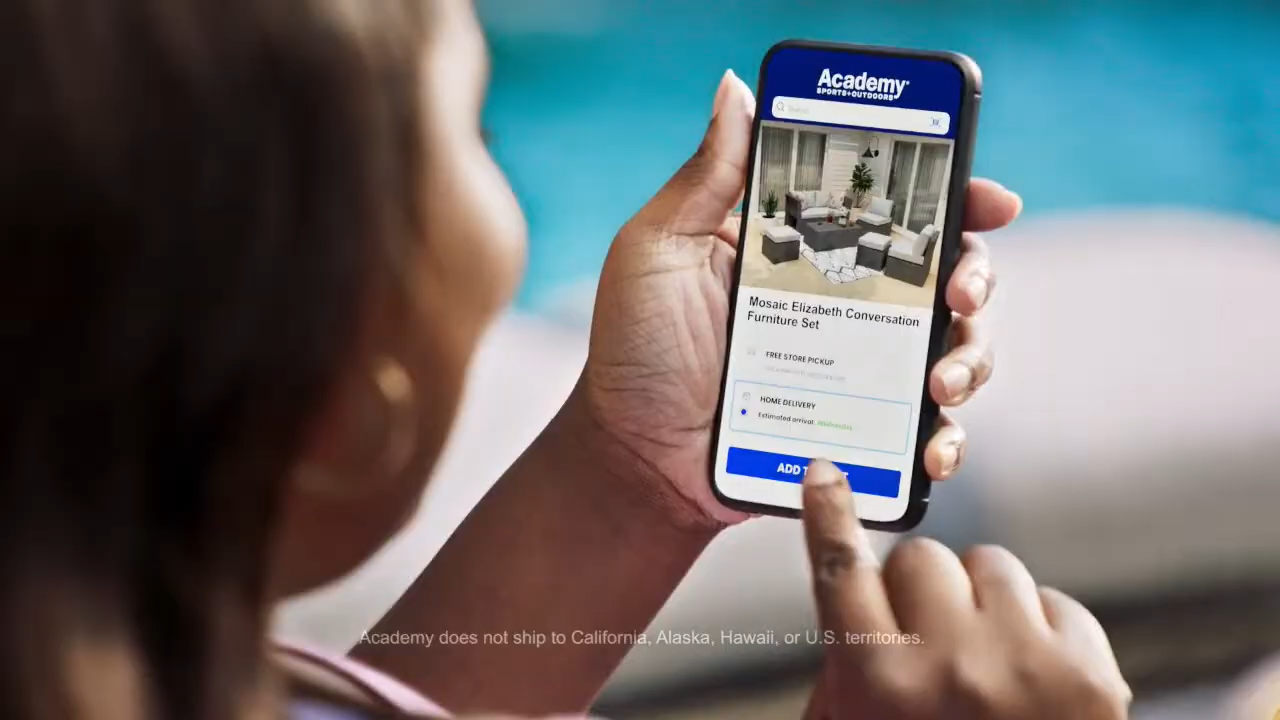 Academy
SPORTS+OUTDOORS
Search
Mosaic Elizabeth Conversation
Furniture Set
FREE STORE PICKUP
HOME DELIVERY
Estimated arrival:
ADD
Academy does not ship to California, Alaska, Hawaii, or U.S. territories.